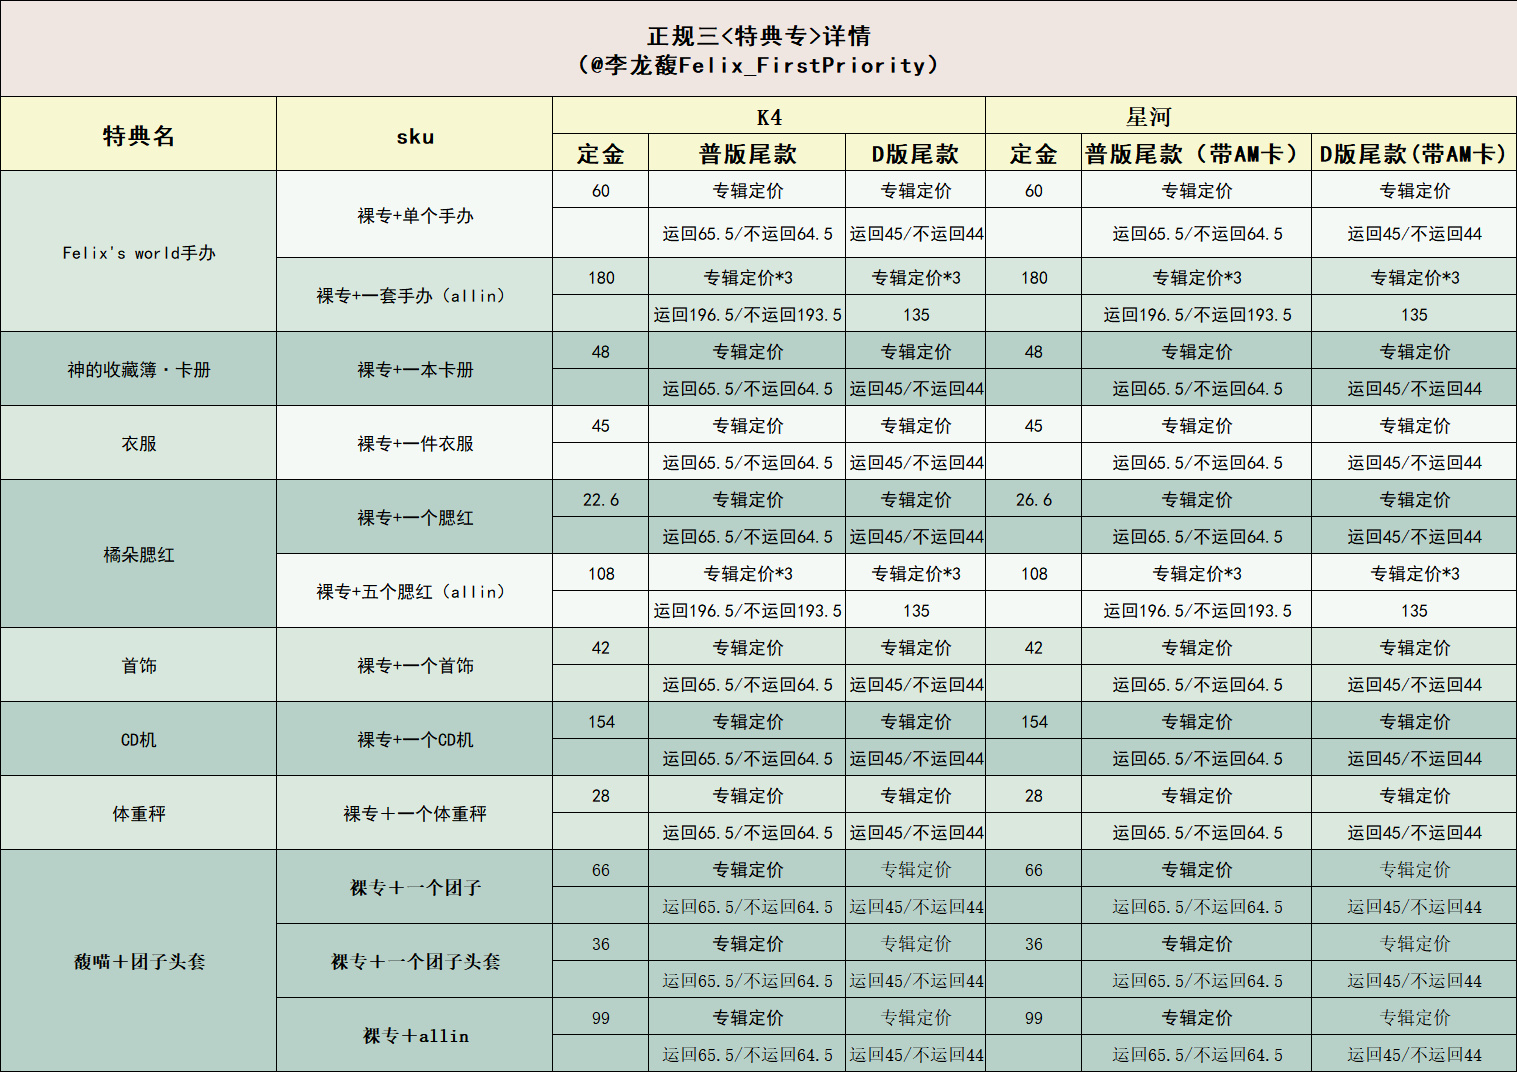 正规三<特典专>详情
（@李龙馥Felix_FirstPriority）
特典名 sku K4 星河
定金 普版尾款 D版尾款 定金 普版尾款（带AM卡） D版尾款(带AM卡)
Felix's world手办 裸专+单个手办 60 专辑定价 专辑定价 60 专辑定价 专辑定价
运回65.5/不运回64.5 运回45/不运回44 运回65.5/不运回64.5 运回45/不运回44
裸专+一套手办（allin） 180 专辑定价*3 专辑定价*3 180 专辑定价*3 专辑定价*3
运回196.5/不运回193.5 135 运回196.5/不运回193.5 135
神的收藏簿·卡册 裸专+一本卡册 48 专辑定价 专辑定价 48 专辑定价 专辑定价
运回65.5/不运回64.5 运回45/不运回44 运回65.5/不运回64.5 运回45/不运回44
衣服 裸专+一件衣服 45 专辑定价 专辑定价 45 专辑定价 专辑定价
运回65.5/不运回64.5 运回45/不运回44 运回65.5/不运回64.5 运回45/不运回44
橘朵腮红 裸专+一个腮红 22.6 专辑定价 专辑定价 26.6 专辑定价 专辑定价
运回65.5/不运回64.5 运回45/不运回44 运回65.5/不运回64.5 运回45/不运回44
裸专+五个腮红（allin） 108 专辑定价*3 专辑定价*3 108 专辑定价*3 专辑定价*3
运回196.5/不运回193.5 135 运回196.5/不运回193.5 135
首饰 裸专+一个首饰 42 专辑定价 专辑定价 42 专辑定价 专辑定价
运回65.5/不运回64.5 运回45/不运回44 运回65.5/不运回64.5 运回45/不运回44
CD机 裸专+一个CD机 154 专辑定价 专辑定价 154 专辑定价 专辑定价
运回65.5/不运回64.5 运回45/不运回44 运回65.5/不运回64.5 运回45/不运回44
体重秤 裸专＋一个体重秤 28 专辑定价 专辑定价 28 专辑定价 专辑定价
运回65.5/不运回64.5 运回45/不运回44 运回65.5/不运回64.5 运回45/不运回44
馥喵＋团子头套 裸专＋一个团子 66 专辑定价 专辑定价 66 专辑定价 专辑定价
运回65.5/不运回64.5 运回45/不运回44 运回65.5/不运回64.5 运回45/不运回44
裸专＋一个团子头套 36 专辑定价 专辑定价 36 专辑定价 专辑定价
运回65.5/不运回64.5 运回45/不运回44 运回65.5/不运回64.5 运回45/不运回44
裸专＋allin 99 专辑定价 专辑定价 99 专辑定价 专辑定价
运回65.5/不运回64.5 运回45/不运回44 运回65.5/不运回64.5 运回45/不运回44